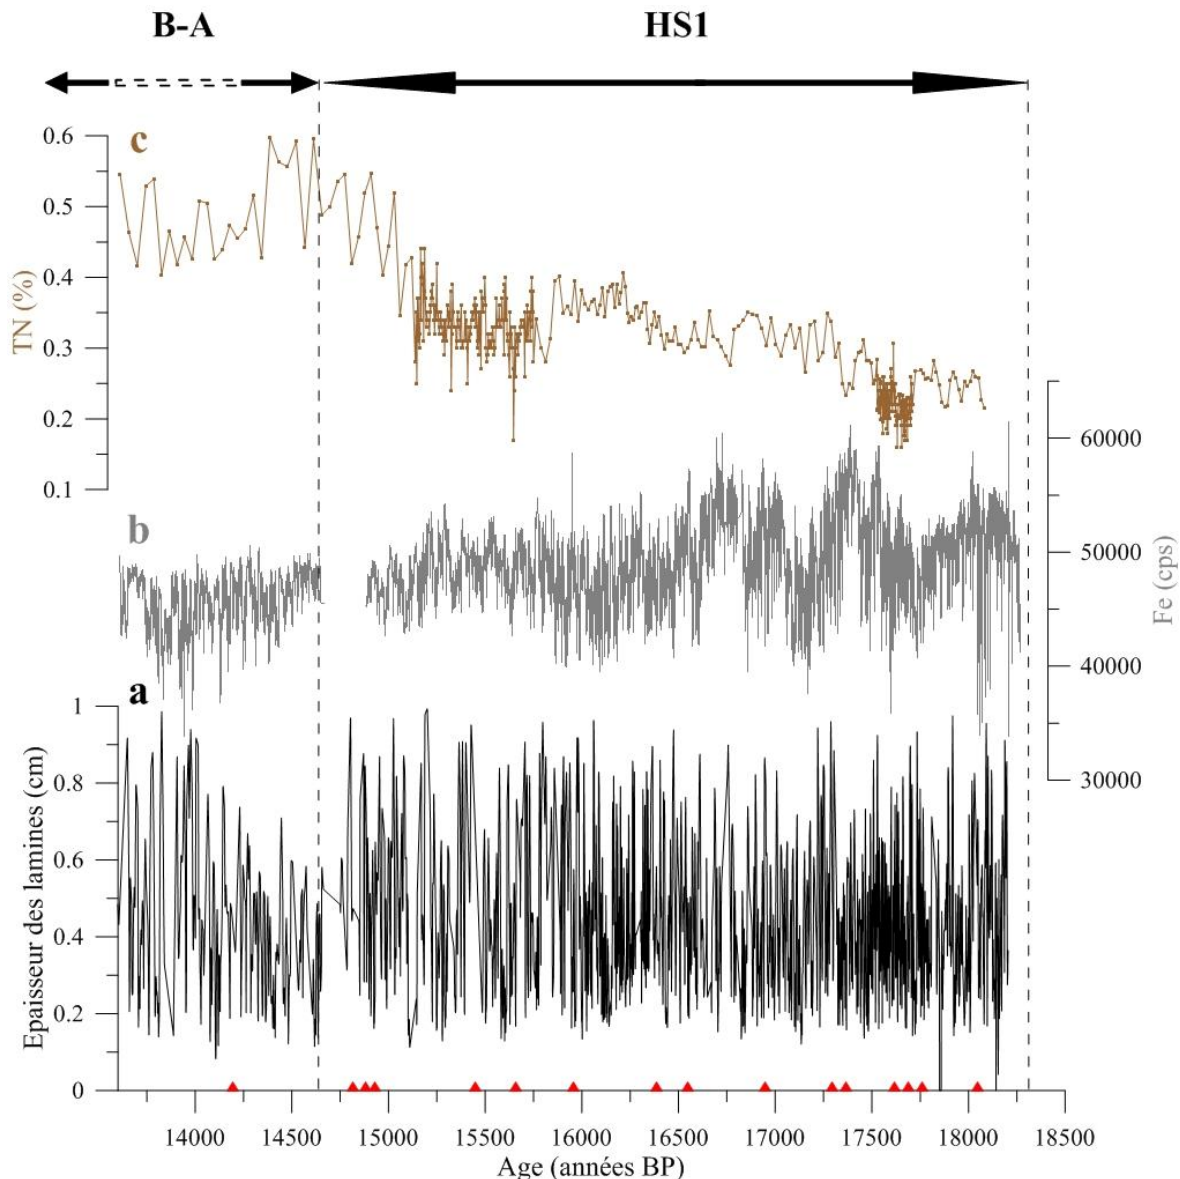 B-A HS1
c
0.6
0.5
0.4
0.3
0.2
0.1
TN (%)
b
60000
50000
40000
30000
Fe (cps)
a
1
0.8
0.6
0.4
0.2
0
Epaisseur des lamines (cm)
14000 14500 15000 15500 16000 16500 17000 17500 18000 18500
Age (années BP)